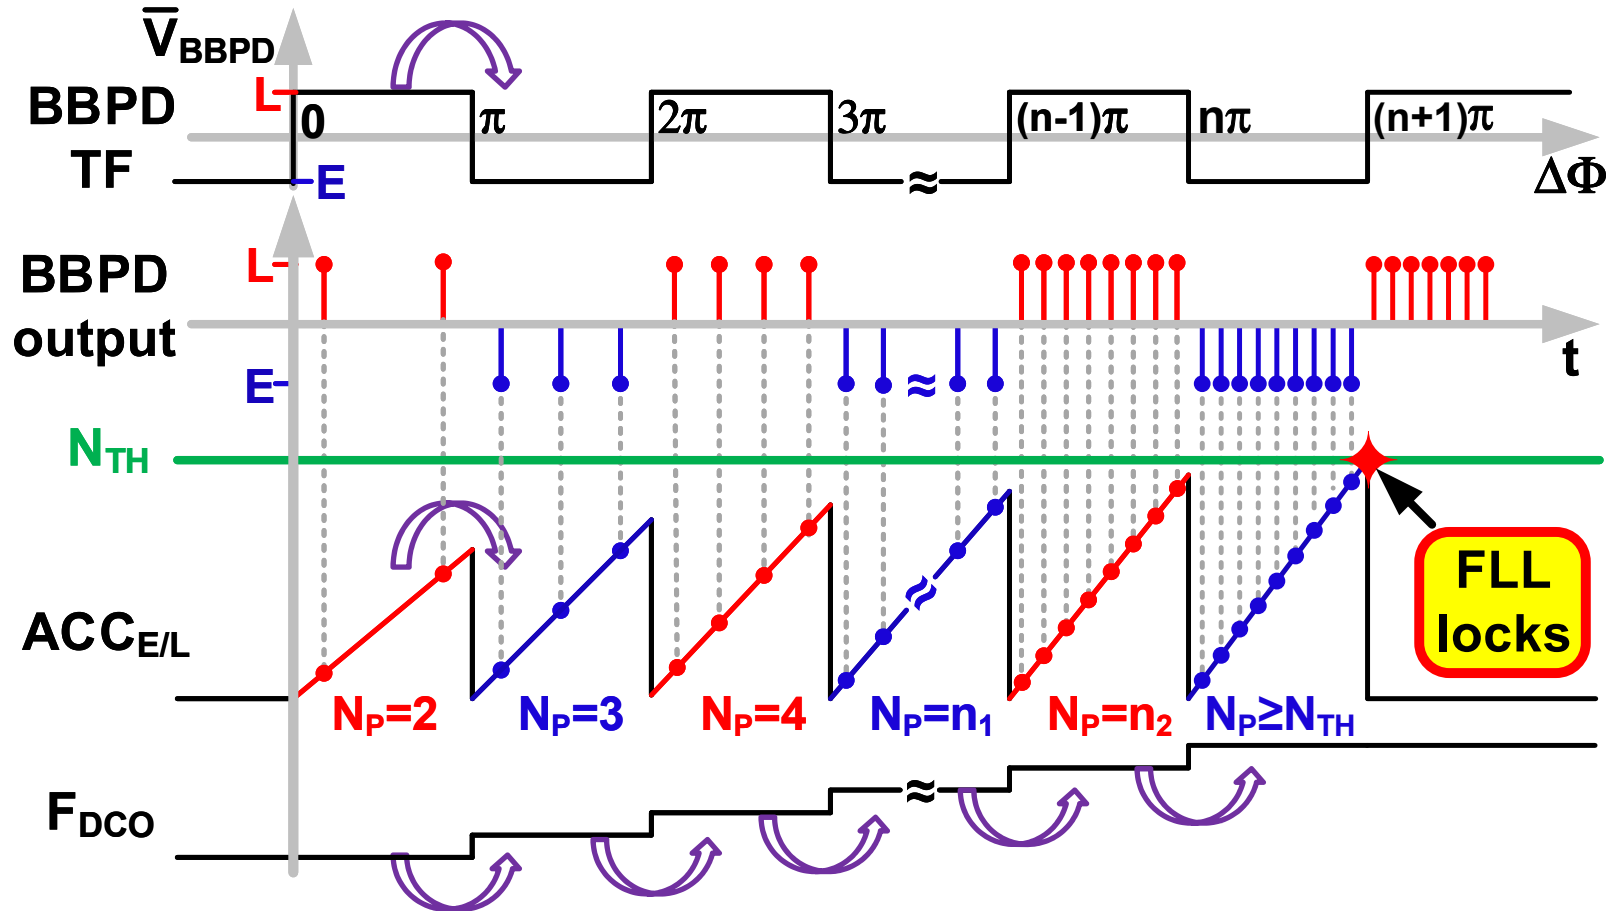 V̅BBPD
L
BBPD
TF
0 π 2π 3π (n-1)π nπ (n+1)π
E
≈
ΔΦ
BBPD
output
L
E
≈
t
NTH
FLL
locks
ACCE/L
NP=2 NP=3 NP=4 NP=n1 NP=n2 NP≥NTH
FDCO
≈